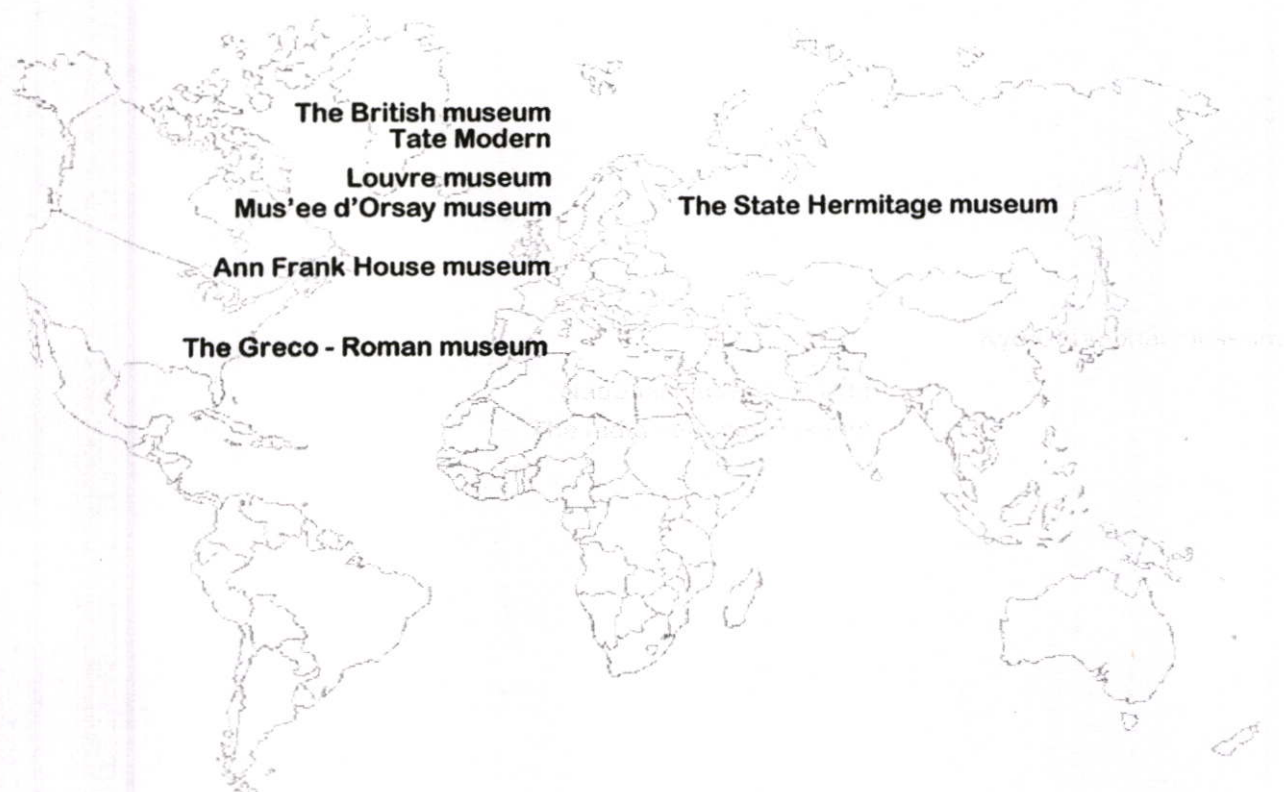 The British museum
Tate Modern
Louvre museum
Mus'ee d'Orsay museum
The State Hermitage museum
Ann Frank House museum
The Greco - Roman museum